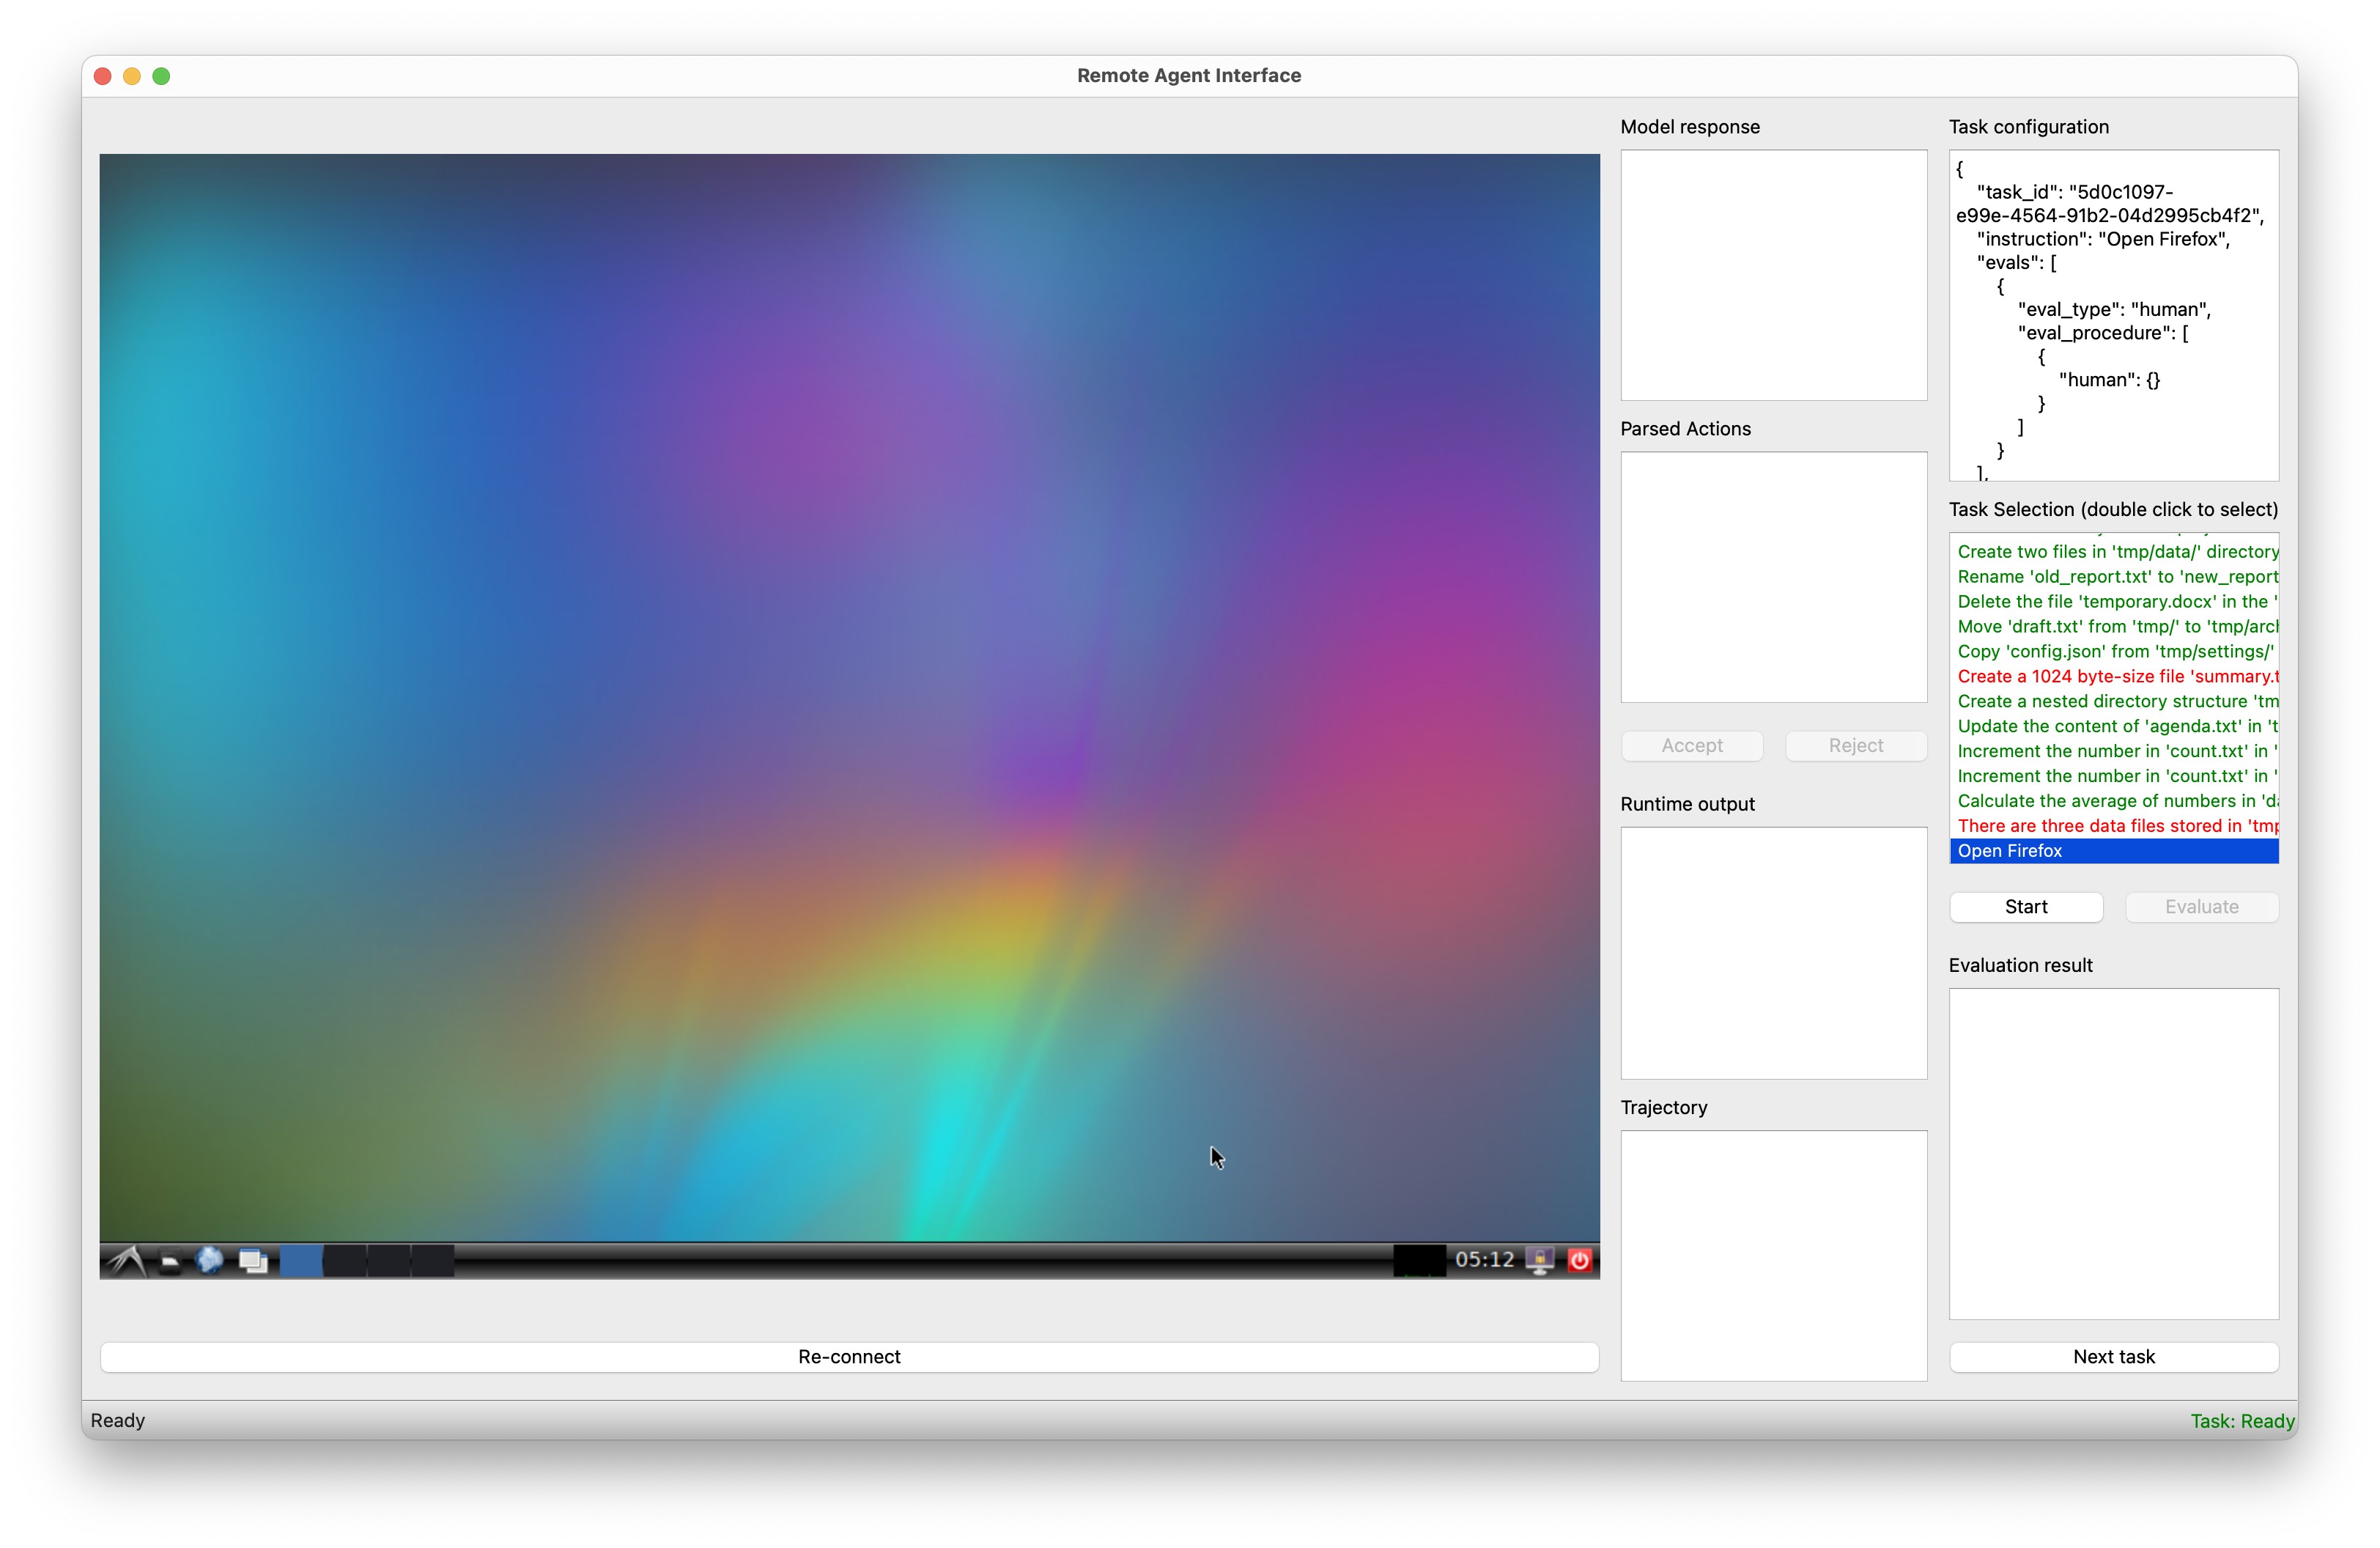 Remote Agent Interface
Model response
Task configuration
{
"task_id": "5d0c1097-
e99e-4564-91b2-04d2995cb4f2",
"instruction": "Open Firefox",
"evals": [
{
"eval_type": "human",
"eval_procedure": [
{
"human": {}
}
]
}
],
Parsed Actions
Task Selection (double click to select)
Create two files in 'tmp/data/' directory
Rename 'old_report.txt' to 'new_report
Delete the file 'temporary.docx' in the '
Move 'draft.txt' from 'tmp/' to 'tmp/arch
Copy 'config.json' from 'tmp/settings/'
Create a 1024 byte-size file 'summary.t
Create a nested directory structure 'tm
Update the content of 'agenda.txt' in 't
Increment the number in 'count.txt' in '
Increment the number in 'count.txt' in '
Calculate the average of numbers in 'da
There are three data files stored in 'tmp
Open Firefox
Accept
Reject
Runtime output
Start
Evaluate
Evaluation result
Trajectory
05:12
Re-connect
Next task
Ready
Task: Ready